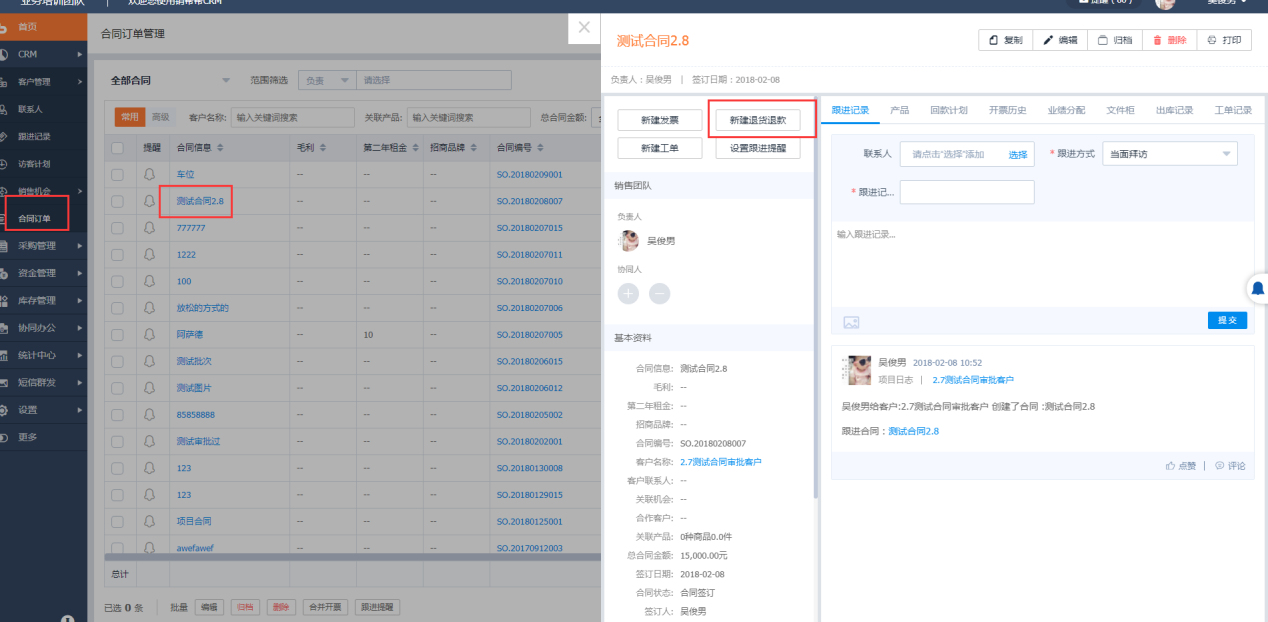 业务培训团队 | 欢迎您使用销帮帮CRM 吴俊男
首页
CRM
客户管理
联系人
跟进记录
访客计划
销售机会
合同订单
采购管理
资金管理
库存管理
协同办公
统计中心
短信群发
设置
更多
合同订单管理
全部合同 范围筛选 负责 请选择
常用 高级 客户名称: 输入关键词搜索 关联产品: 输入关键词搜索 总合同金额:
提醒 合同信息 毛利 第二年租金 招商品牌 合同编号
车位 -- -- -- SO.20180209001
测试合同2.8 -- -- -- SO.20180208007
777777 -- -- -- SO.20180207015
1222 -- -- -- SO.20180207011
100 -- -- -- SO.20180207010
放松的方式的 -- -- -- SO.20180207006
阿萨德 -- 10 -- SO.20180207005
测试批次 -- -- -- SO.20180206015
测试图片 -- -- -- SO.20180206012
85858888 -- -- -- SO.20180205002
测试审批过 -- -- -- SO.20180202001
123 -- -- -- SO.20180130008
123 -- -- -- SO.20180129015
项目合同 -- -- -- SO.20180125001
awefawef -- -- -- SO.20170912003
总计
已选 0 条 批量 编辑 归档 删除 合并开票 跟进提醒
测试合同2.8
复制 编辑 归档 删除 打印
负责人：吴俊男 | 签订日期：2018-02-08
新建发票 新建退货退款
新建工单 设置跟进提醒
销售团队
负责人
吴俊男
协同人
基本资料
合同信息: 测试合同2.8
毛利: --
第二年租金: --
招商品牌: --
合同编号: SO.20180208007
客户名称: 2.7测试合同审批客户
客户联系人: --
关联机会: --
合作客户: --
关联产品: 0种商品0.0件
总合同金额: 15,000.00元
签订日期: 2018-02-08
合同状态: 合同签订
签订人: 吴俊男
跟进记录 产品 回款计划 开票历史 业绩分配 文件柜 出库记录 工单记录
联系人 请点击"选择"添加 选择 * 跟进方式 当面拜访
* 跟进记...
输入跟进记录...
提交
吴俊男 2018-02-08 10:52
项目日志 | 2.7测试合同审批客户
吴俊男给客户:2.7测试合同审批客户 创建了合同 :测试合同2.8
跟进合同：测试合同2.8
点赞 | 评论